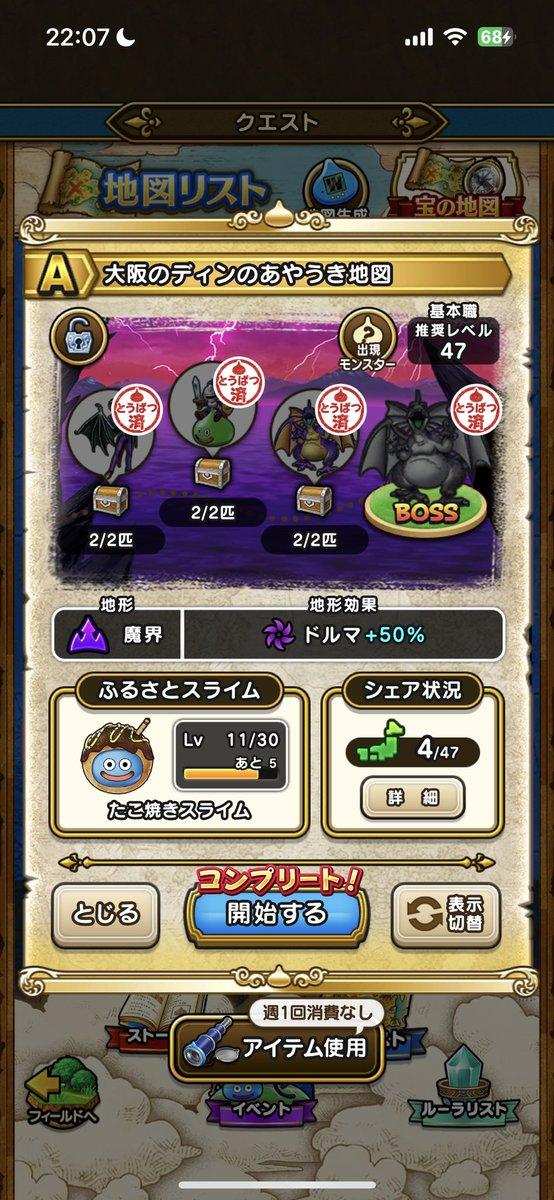 22:07
68
クエスト
地図リスト
宝の地図
A
大阪のディンのあやうき地図
出現
モンスター
基本職
推奨レベル
47
とうばつ
済
とうばつ
済
とうばつ
済
とうばつ
済
2/2匹
2/2匹
2/2匹
BOSS
地形
魔界
地形効果
ドルマ+50%
ふるさとスライム
Lv 11/30
あと 5
たこ焼きスライム
シェア状況
4/47
詳細
コンプリート!
とじる
開始する
表示
切替
週1回消費なし
アイテム使用
ストー
フィールドへ
イベント
ルーラリスト